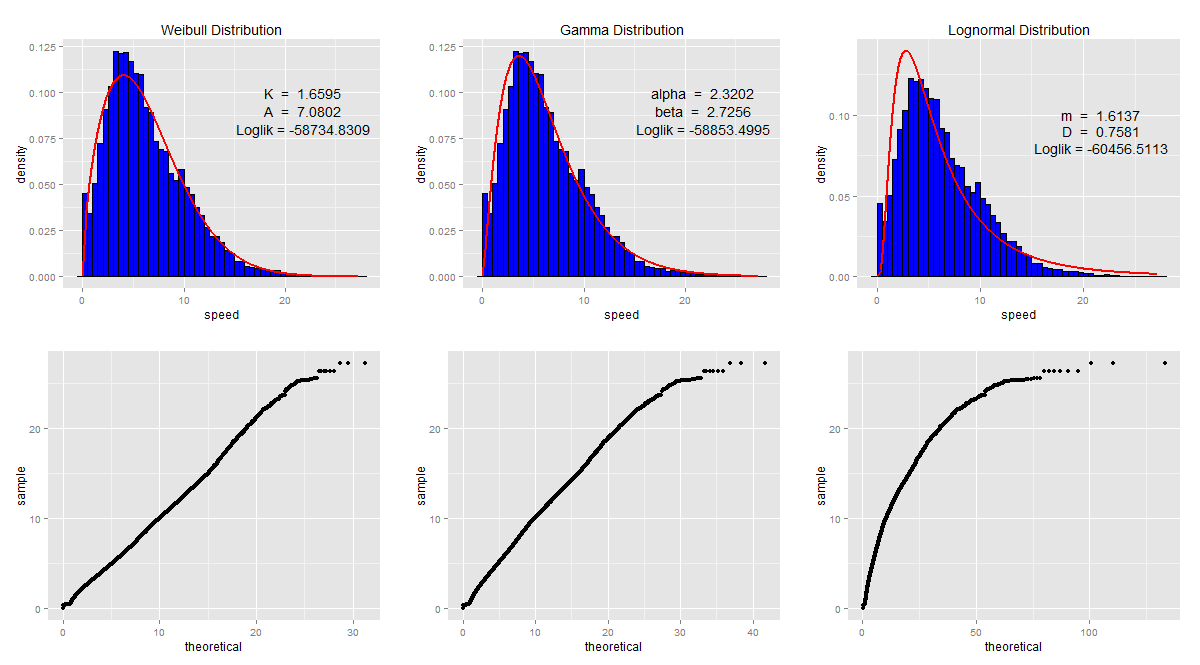 Weibull Distribution
0.125
0.100
0.075
0.050
0.025
0.000
density
K = 1.6595
A = 7.0802
Loglik = -58734.8309
0 10 20
speed
Gamma Distribution
0.125
0.100
0.075
0.050
0.025
0.000
density
alpha = 2.3202
beta = 2.7256
Loglik = -58853.4995
0 10 20
speed
Lognormal Distribution
0.10
0.05
0.00
density
m = 1.6137
D = 0.7581
Loglik = -60456.5113
0 10 20
speed
20
10
0
sample
0 10 20 30
theoretical
20
10
0
sample
0 10 20 30 40
theoretical
20
10
0
sample
0 50 100
theoretical